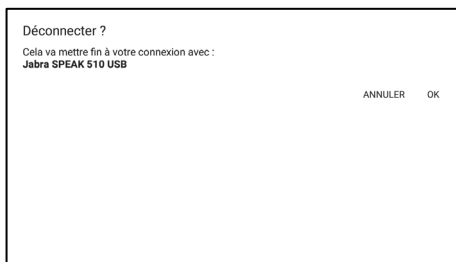 Déconnecter ?
Cela va mettre fin à votre connexion avec :
Jabra SPEAK 510 USB
ANNULER OK